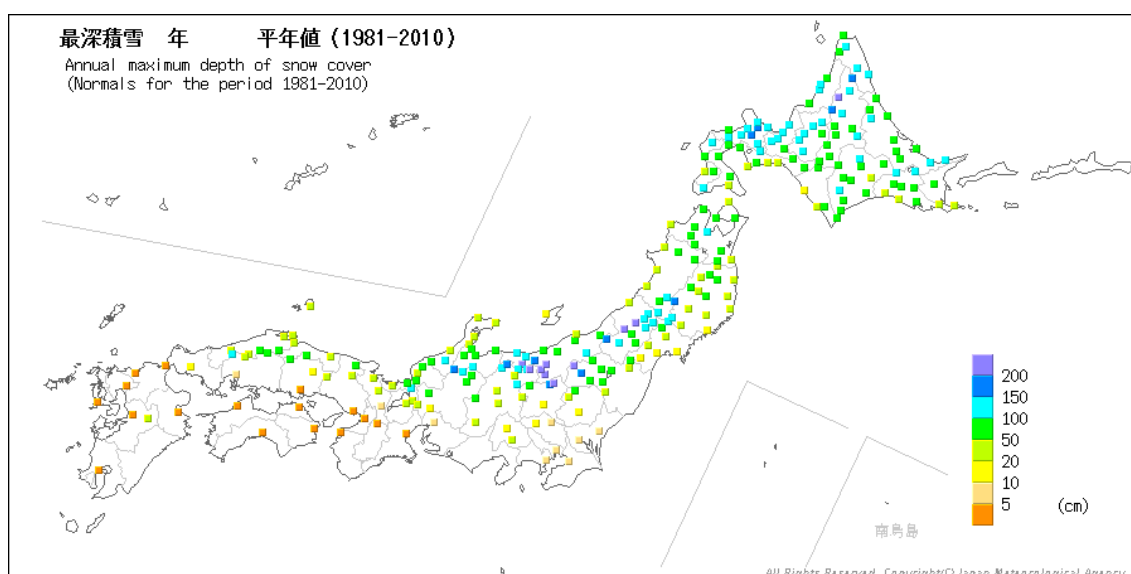 最深積雪　年　　　平年値 (1981-2010)
Annual maximum depth of snow cover
(Normals for the period 1981-2010)
200
150
100
50
20
10
5 (cm)
南鳥島
All Rights Reserved. Copyright(C) Japan Meteorological Agency